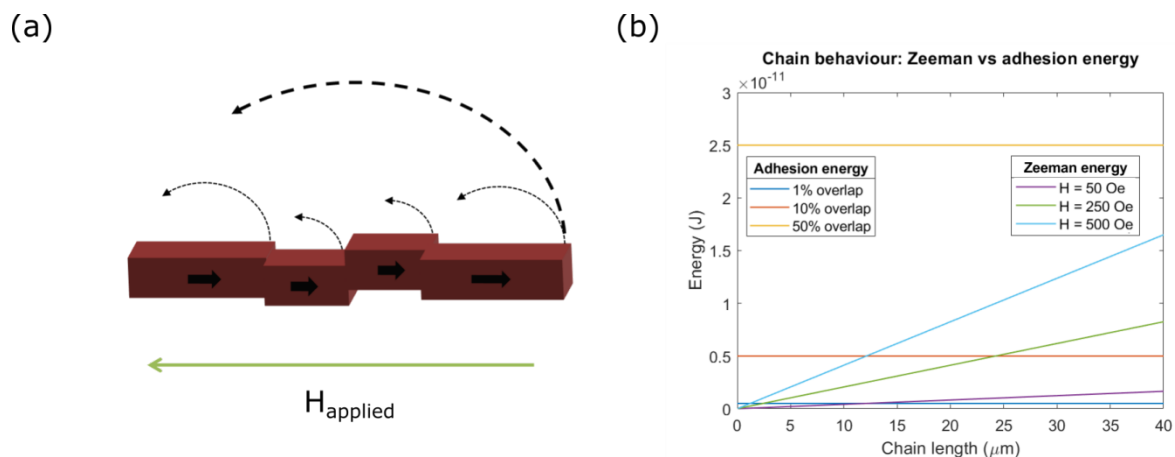 (a)
H applied
(b)
Chain behaviour: Zeeman vs adhesion energy
× 10⁻¹¹
3
2.5
2
1.5
1
0.5
0
Energy (J)
Adhesion energy
1% overlap
10% overlap
50% overlap
Zeeman energy
H = 50 Oe
H = 250 Oe
H = 500 Oe
0 5 10 15 20 25 30 35 40
Chain length (μm)